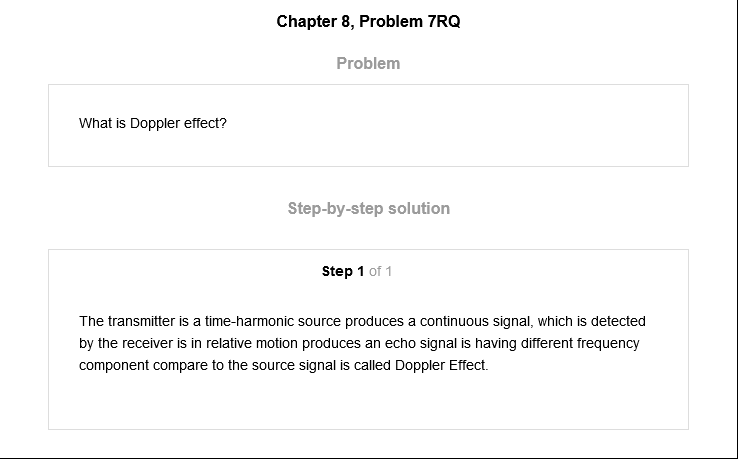 Chapter 8, Problem 7RQ
Problem
What is Doppler effect?
Step-by-step solution
Step 1 of 1
The transmitter is a time-harmonic source produces a continuous signal, which is detected
by the receiver is in relative motion produces an echo signal is having different frequency
component compare to the source signal is called Doppler Effect.